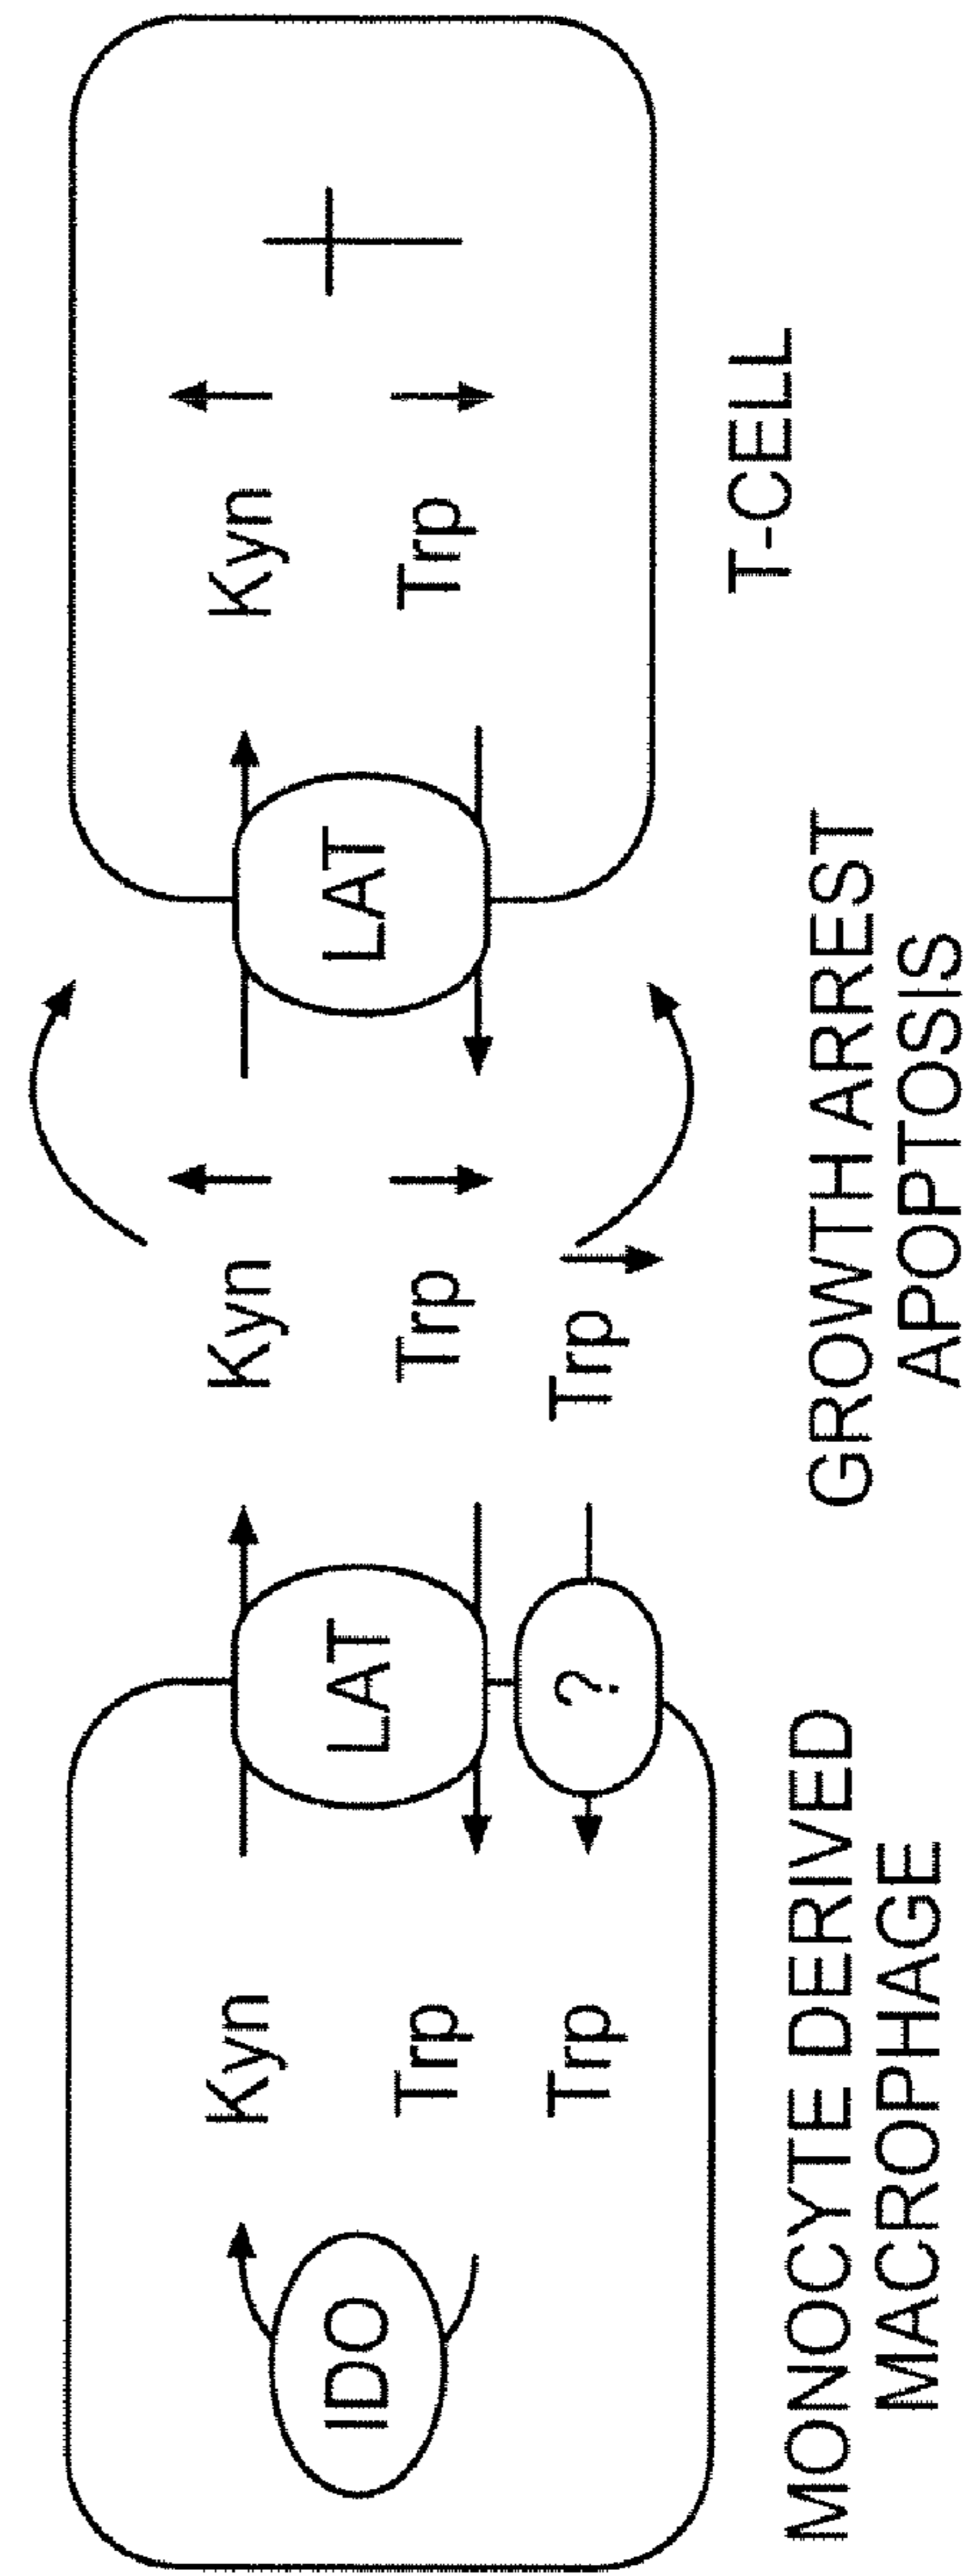 IDO
Kyn
Trp
Trp
LAT
?
Kyn
Trp
Trp
LAT
Kyn
Trp
MONOCYTE DERIVED
MACROPHAGE
GROWTH ARREST
APOPTOSIS
T-CELL